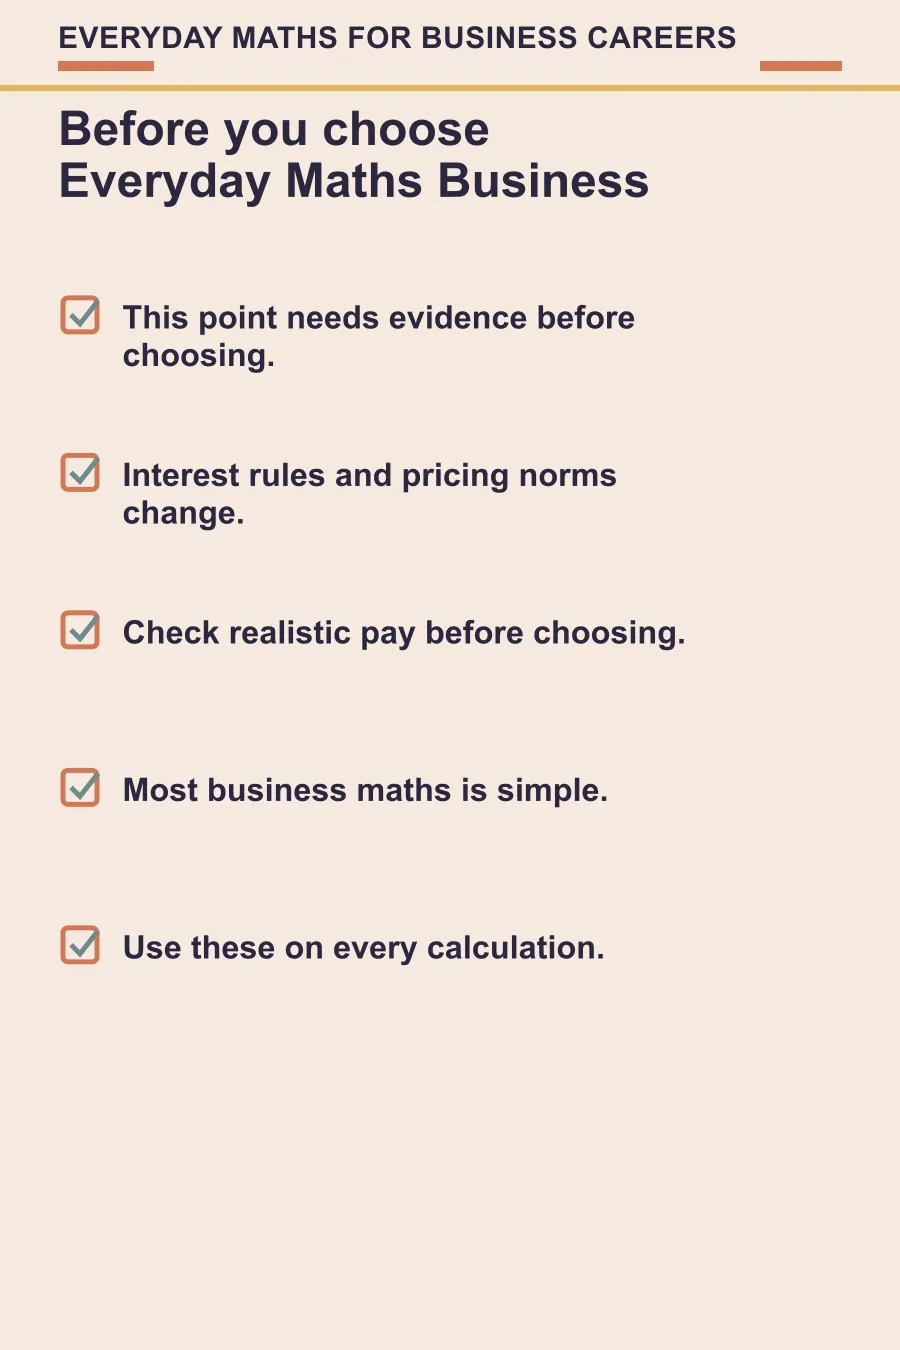 EVERYDAY MATHS FOR BUSINESS CAREERS
Before you choose
Everyday Maths Business
This point needs evidence before
choosing.
Interest rules and pricing norms
change.
Check realistic pay before choosing.
Most business maths is simple.
Use these on every calculation.